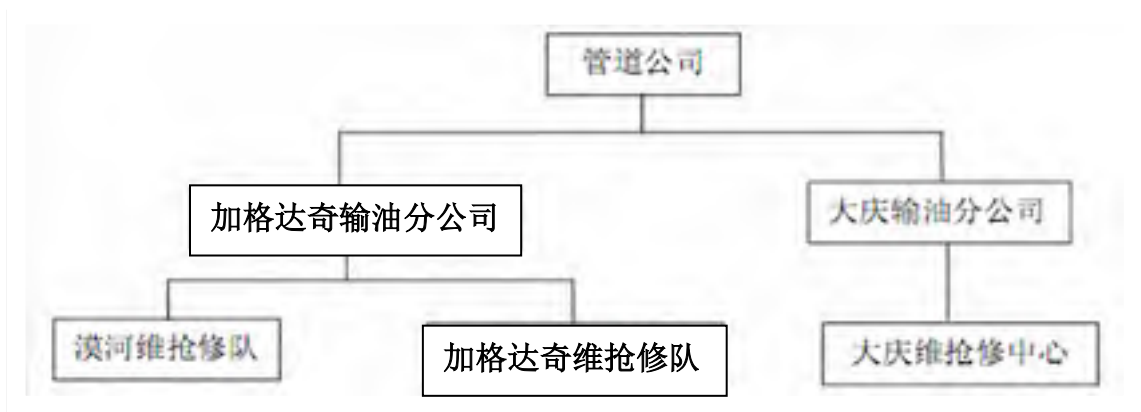 管道公司
加格达奇输油分公司
大庆输油分公司
漠河维抢修队
加格达奇维抢修队
大庆维抢修中心